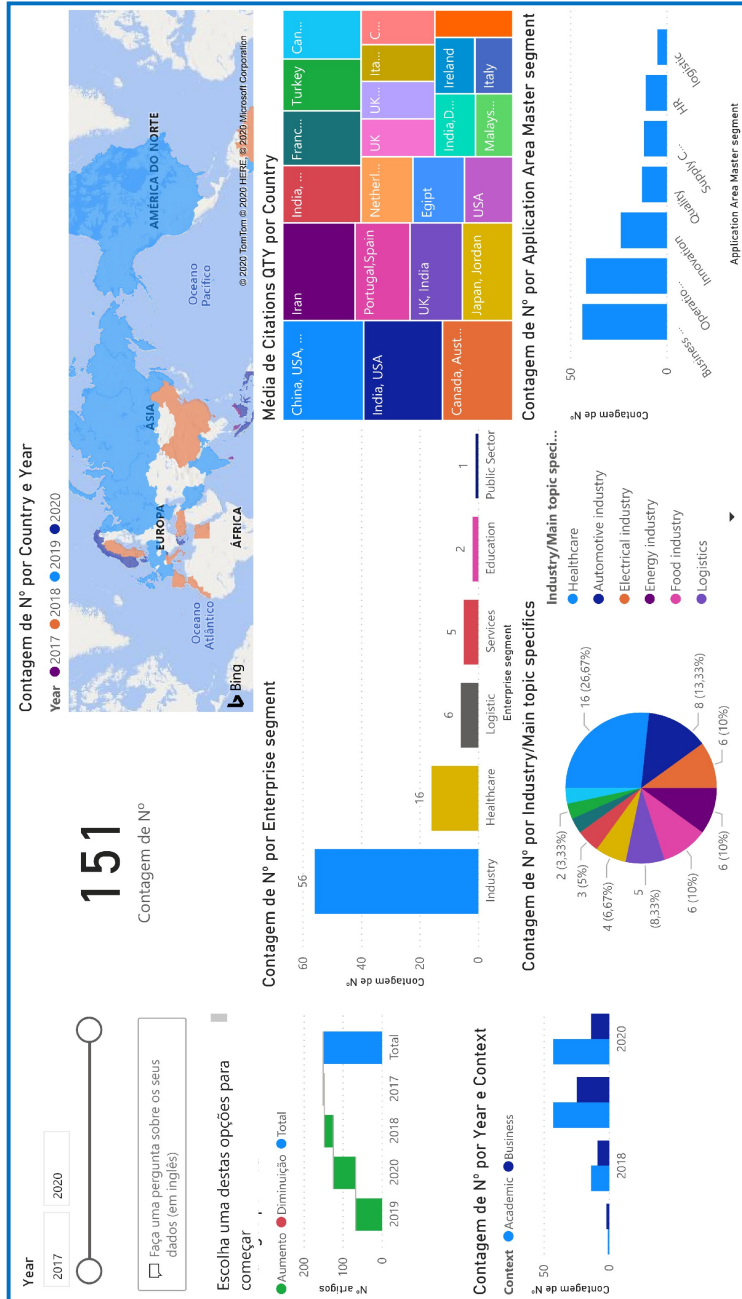 Year
2017
2020
Faça uma pergunta sobre os seus
dados (em inglês)
Escolha uma destas opções para
começar
Aumento Diminuição Total
Nº artigos
200
100
0
2019
2020
2018
2017
Total
151
Contagem de Nº
Contagem de Nº por Country e Year
Year 2017 2018 2019 2020
AMÉRICA DO NORTE
ÁSIA
EUROPA
ÁFRICA
Oceano
Pacífico
Oceano
Atlântico
Bing
© 2020 TomTom © 2020 HERE, © 2020 Microsoft Corporation
Contagem de Nº por Enterprise segment
Contagem de Nº
60
40
20
0
56
16
6
5
2
1
Industry
Healthcare
Logistic
Services
Education
Public Sector
Enterprise segment
Média de Citations QTY por Country
China, USA, ...
India, USA
Canada, Aust...
Iran
Portugal,Spain
UK, India
Japan, Jordan
India, ...
Franc...
Turkey
Can...
Netherl...
Egipt
USA
UK
UK...
Ita...
C...
India,D...
Malays...
Ireland
Italy
Contagem de Nº por Year e Context
Context Academic Business
Contagem de Nº
50
0
2018
2020
Contagem de Nº por Industry/Main topic specifics
16 (26,67%)
8 (13,33%)
6 (10%)
6 (10%)
6 (10%)
5
(8,33%)
4 (6,67%)
3 (5%)
2 (3,33%)
Industry/Main topic speci...
Healthcare
Automotive industry
Electrical industry
Energy industry
Food industry
Logistics
Contagem de Nº por Application Area Master segment
Contagem de Nº
50
0
Business ...
Operatio...
Innovation
Quality
Supply C...
HR
logistic
Application Area Master segment